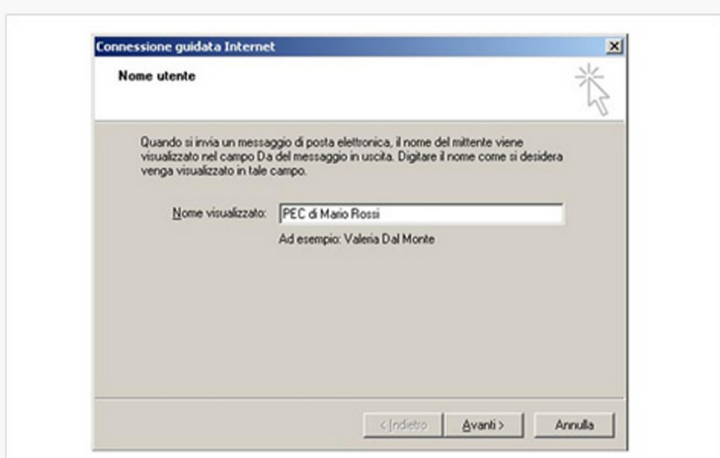 Connessione guidata Internet
Nome utente
Quando si invia un messaggio di posta elettronica, il nome del mittente viene
visualizzato nel campo Da del messaggio in uscita. Digitare il nome come si desidera
venga visualizzato in tale campo.
Nome visualizzato: PEC di Mario Rossi
Ad esempio: Valeria Dal Monte
< Indietro Avanti > Annulla